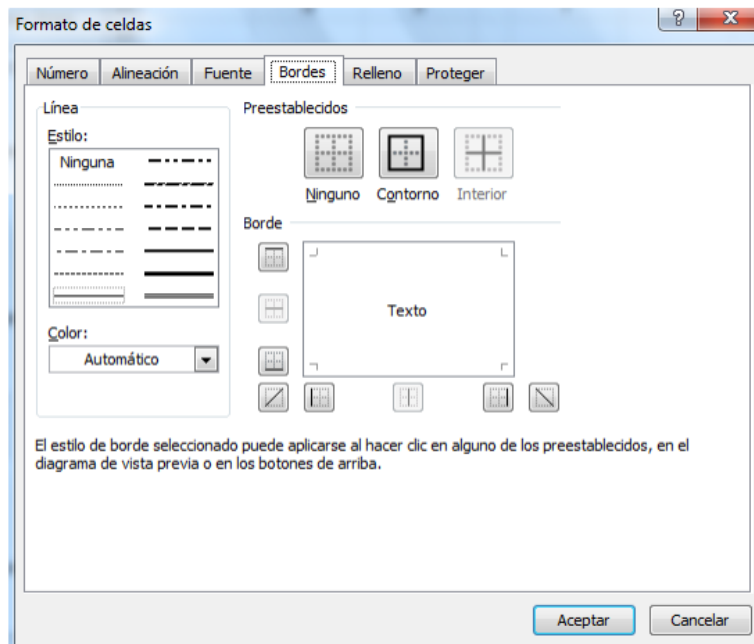 Formato de celdas
?
X
Número Alineación Fuente Bordes Relleno Proteger
Línea
Estilo:
Ninguna
Color:
Automático
Preestablecidos
Ninguno Contorno Interior
Borde
Texto
El estilo de borde seleccionado puede aplicarse al hacer clic en alguno de los preestablecidos, en el
diagrama de vista previa o en los botones de arriba.
Aceptar Cancelar